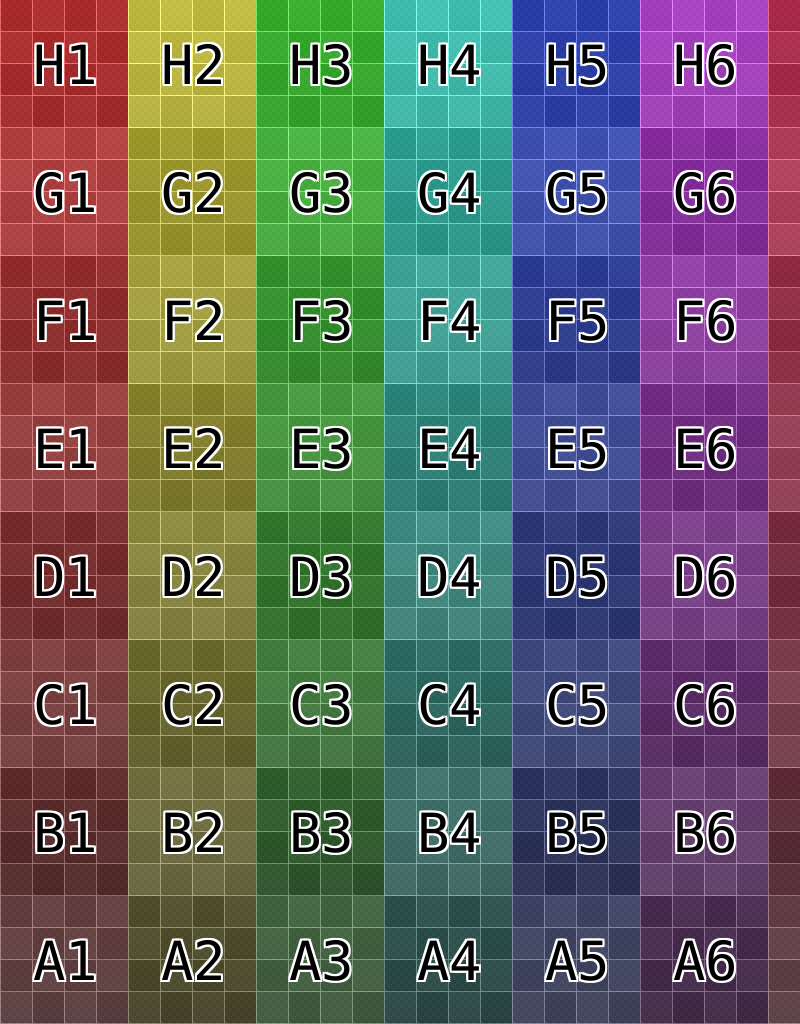 H1 H2 H3 H4 H5 H6
G1 G2 G3 G4 G5 G6
F1 F2 F3 F4 F5 F6
E1 E2 E3 E4 E5 E6
D1 D2 D3 D4 D5 D6
C1 C2 C3 C4 C5 C6
B1 B2 B3 B4 B5 B6
A1 A2 A3 A4 A5 A6